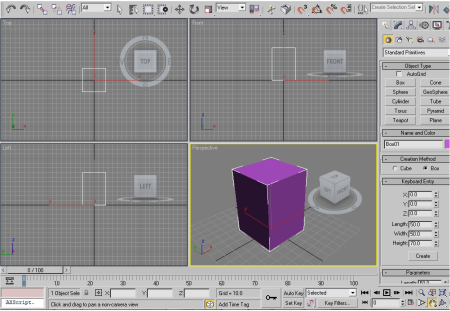 All
View
Create Selection Set
Top
TOP
Front
FRONT
Left
LEFT
Perspective
Standard Primitives
Object Type
AutoGrid
Box
Cone
Sphere
GeoSphere
Cylinder
Tube
Torus
Pyramid
Teapot
Plane
Name and Color
Box01
Creation Method
Cube
Box
Keyboard Entry
X: 0.0
Y: 0.0
Z: 0.0
Length: 50.0
Width: 50.0
Height: 70.0
Create
Parameters
0 / 100
0 10 20 30 40 50 60 70 80 90 100
1 Object Sele
X:
Y:
Z:
Grid = 10.0
Auto Key
Selected
AXScript.
Click and drag to pan a non-camera view
Add Time Tag
Set Key
Key Filters...
0